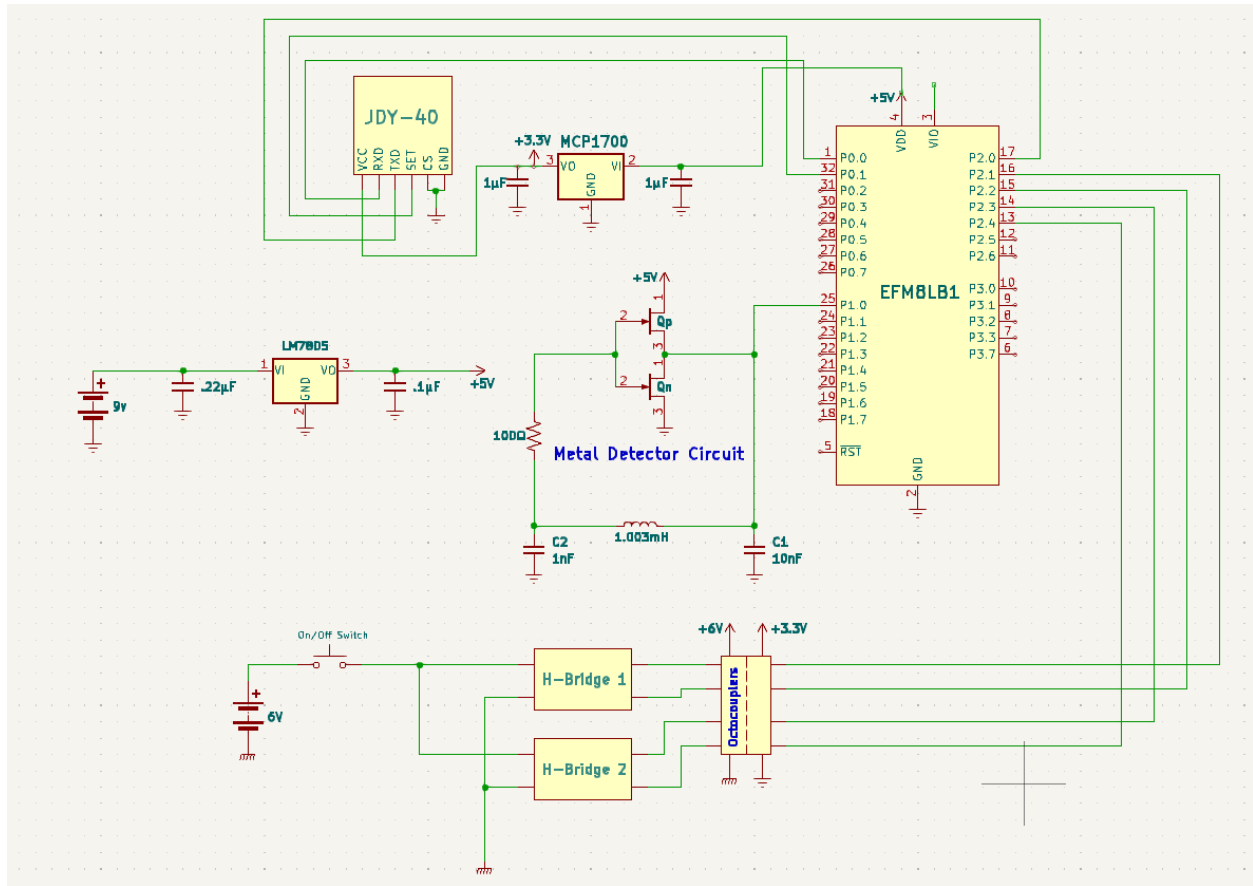 JDY-40
VCC
RXD
TXD
SET
CS
GND
+3.3V
MCP1700
3
VO
VI
2
GND
1
1µF
1µF
+5V
4
3
VDD
VIO
1 P0.0
32 P0.1
31 P0.2
30 P0.3
29 P0.4
28 P0.5
27 P0.6
26 P0.7
25 P1.0
24 P1.1
23 P1.2
22 P1.3
21 P1.4
20 P1.5
19 P1.6
18 P1.7
5 RST
EFM8LB1
P2.0 17
P2.1 16
P2.2 15
P2.3 14
P2.4 13
P2.5 12
P2.6 11
P3.0 10
P3.1 9
P3.2 8
P3.3 7
P3.7 6
GND
2
+5V
1
2
Qp
3
1
2
Qn
3
LM7805
1
VI
VO
3
GND
2
9v
.22µF
.1µF
+5V
100Ω
Metal Detector Circuit
C2
1nF
1.003mH
C1
10nF
On/Off Switch
6V
H-Bridge 1
H-Bridge 2
+6V
+3.3V
Octocouplers